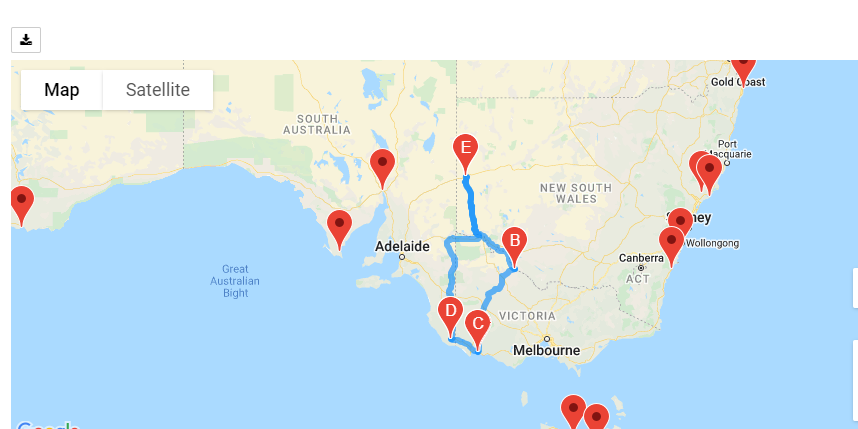 Map
Satellite
Gold Coast
SOUTH
AUSTRALIA
E
Port
Macquarie
NEW SOUTH
WALES
Sydney
B
Adelaide
Wollongong
Canberra
ACT
Great
Australian
Bight
D
C
VICTORIA
Melbourne
Google